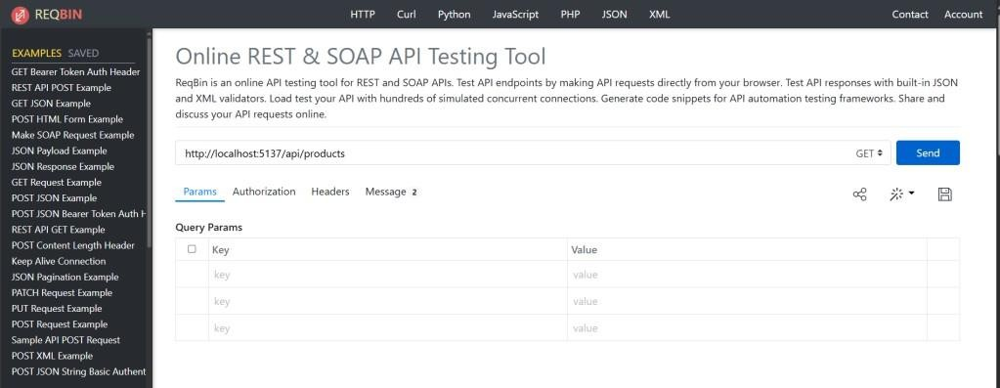 REQBIN
HTTP Curl Python JavaScript PHP JSON XML
Contact Account
EXAMPLES SAVED
GET Bearer Token Auth Header
REST API POST Example
GET JSON Example
POST HTML Form Example
Make SOAP Request Example
JSON Payload Example
JSON Response Example
GET Request Example
POST JSON Example
POST JSON Bearer Token Auth H
REST API GET Example
POST Content Length Header
Keep Alive Connection
JSON Pagination Example
PATCH Request Example
PUT Request Example
POST Request Example
Sample API POST Request
POST XML Example
POST JSON String Basic Authent
Online REST & SOAP API Testing Tool
ReqBin is an online API testing tool for REST and SOAP APIs. Test API endpoints by making API requests directly from your browser. Test API responses with built-in JSON
and XML validators. Load test your API with hundreds of simulated concurrent connections. Generate code snippets for API automation testing frameworks. Share and
discuss your API requests online.
http://localhost:5137/api/products GET Send
Params Authorization Headers Message 2
Query Params
Key Value
key value
key value
key value